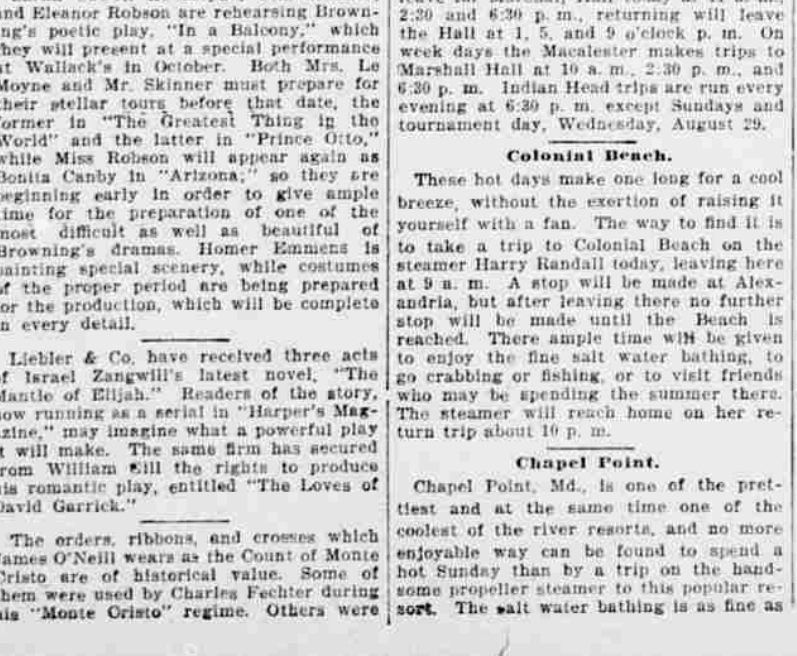 and Eleanor Robson are rehearsing Brown-
ing's poetic play, "In a Balcony," which
they will present at a special performance
at Wallack's in October. Both Mrs. Le
Moyne and Mr. Skinner must prepare for
their stellar tours before that date, the
former in "The Greatest Thing in the
World" and the latter in "Prince Otto,"
while Miss Robson will appear again as
Bonita Canby in "Arizona;" so they are
beginning early in order to give ample
time for the preparation of one of the
most difficult as well as beautiful of
Browning's dramas. Homer Emmens is
painting special scenery, while costumes
of the proper period are being prepared
for the production, which will be complete
in every detail.
Liebler & Co. have received three acts
of Israel Zangwill's latest novel, "The
Mantle of Elijah." Readers of the story,
now running as a serial in "Harper's Mag-
azine," may imagine what a powerful play
it will make. The same firm has secured
from William Gill the rights to produce
his romantic play, entitled "The Loves of
David Garrick."
The orders, ribbons, and crosses which
James O'Neill wears as the Count of Monte
Cristo are of historical value. Some of
them were used by Charles Fechter during
his "Monte Cristo" regime. Others were
2:30 and 6:30 p. m., returning will leave
the Hall at 1, 5, and 9 o'clock p. m. On
week days the Macalester makes trips to
Marshall Hall at 10 a. m., 2:30 p. m., and
6:30 p. m. Indian Head trips are run every
evening at 6:30 p. m. except Sundays and
tournament day, Wednesday, August 29.
Colonial Beach.
These hot days make one long for a cool
breeze, without the exertion of raising it
yourself with a fan. The way to find it is
to take a trip to Colonial Beach on the
steamer Harry Randall today, leaving here
at 9 a. m. A stop will be made at Alex-
andria, but after leaving there no further
stop will be made until the Beach is
reached. There ample time will be given
to enjoy the fine salt water bathing, to
go crabbing or fishing, or to visit friends
who may be spending the summer there.
The steamer will reach home on her re-
turn trip about 10 p. m.
Chapel Point.
Chapel Point, Md., is one of the pret-
tiest and at the same time one of the
coolest of the river resorts, and no more
enjoyable way can be found to spend a
hot Sunday than by a trip on the hand-
some propeller steamer to this popular re-
sort. The salt water bathing is as fine as